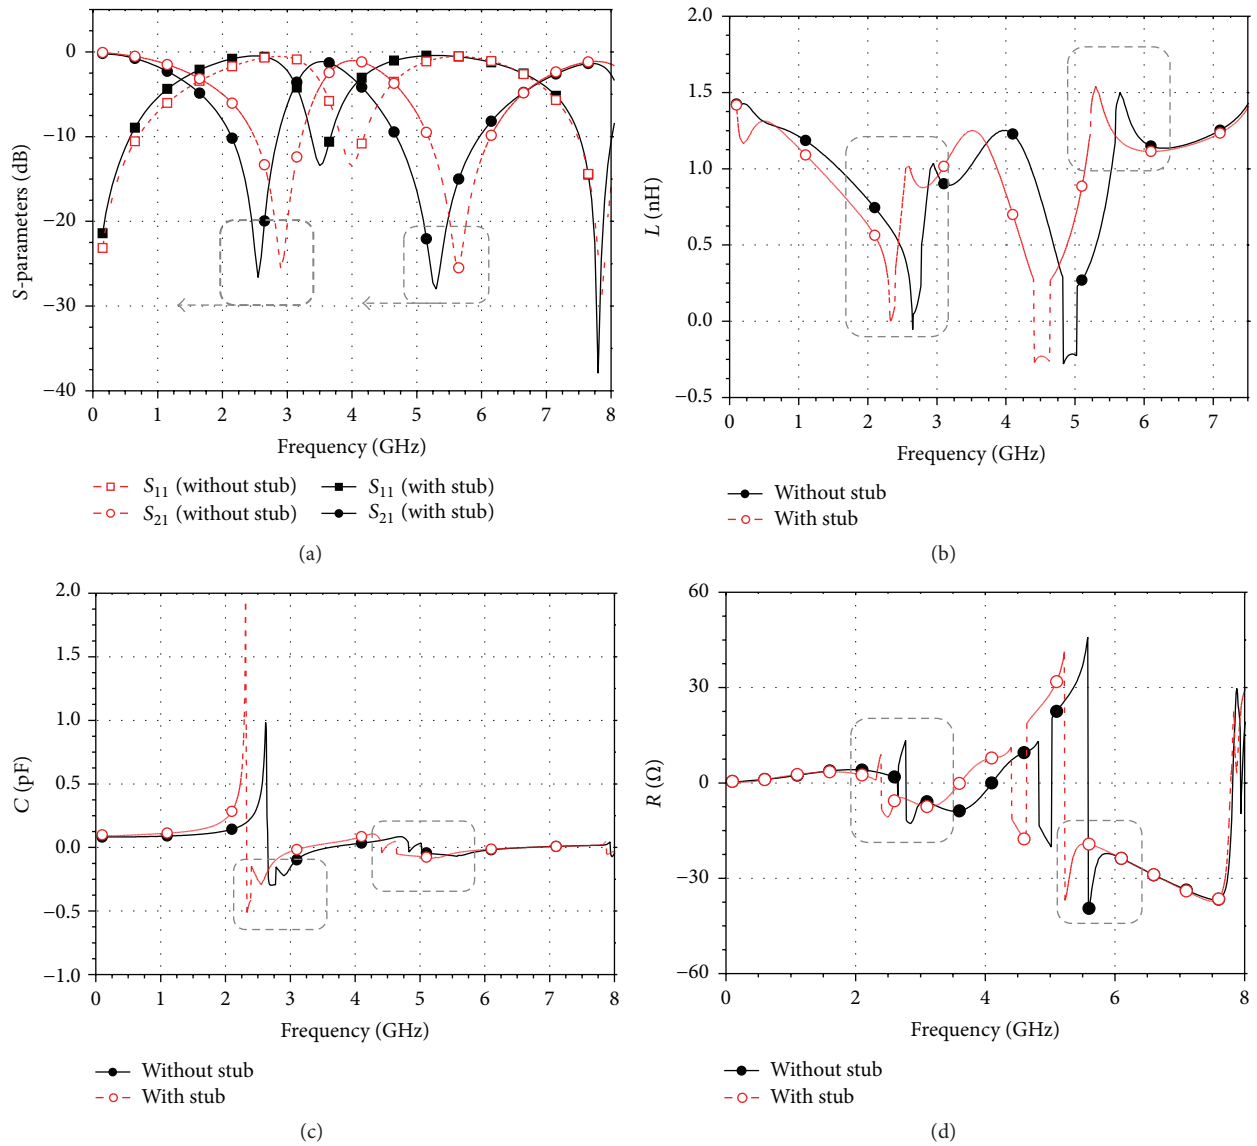 0
−10
−20
−30
−40
S-parameters (dB)
0 1 2 3 4 5 6 7 8
Frequency (GHz)
S11 (without stub) S11 (with stub)
S21 (without stub) S21 (with stub)
(a)
2.0
1.5
1.0
0.5
0.0
−0.5
L (nH)
0 1 2 3 4 5 6 7
Frequency (GHz)
Without stub
With stub
(b)
2.0
1.5
1.0
0.5
0.0
−0.5
−1.0
C (pF)
0 1 2 3 4 5 6 7 8
Frequency (GHz)
Without stub
With stub
(c)
60
30
0
−30
−60
R (Ω)
0 2 4 6 8
Frequency (GHz)
Without stub
With stub
(d)